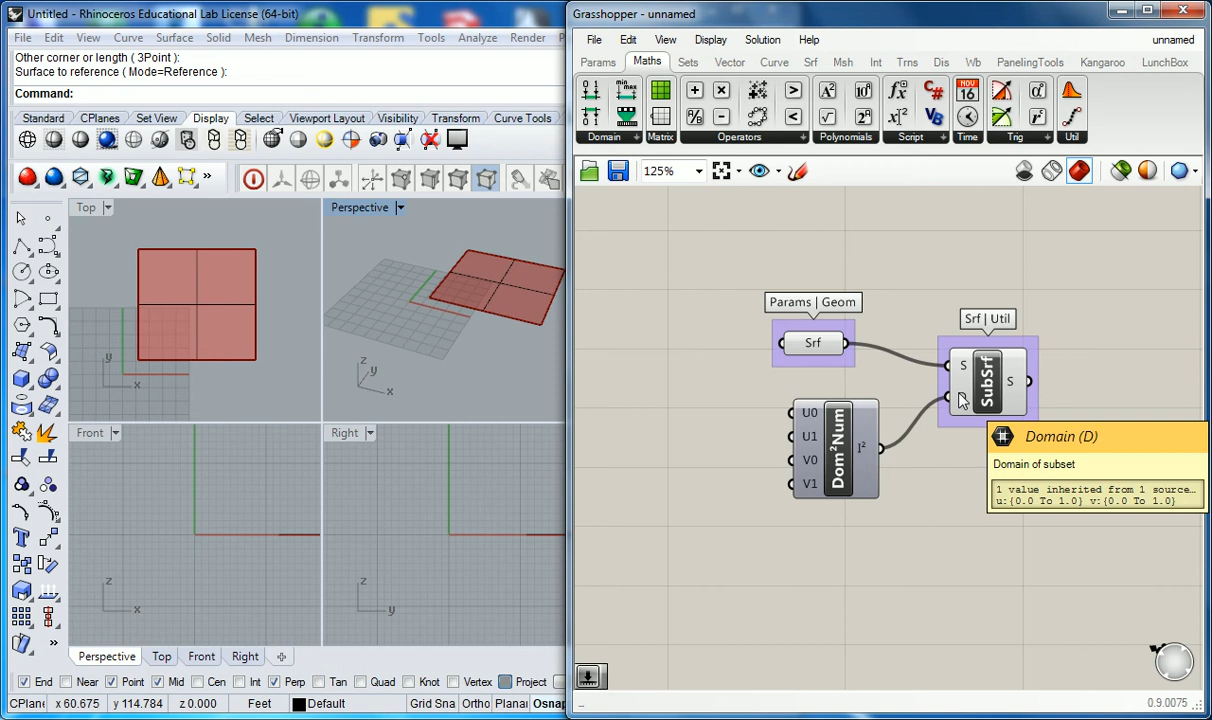 Untitled - Rhinoceros Educational Lab License (64-bit)
File Edit View Curve Surface Solid Mesh Dimension Transform Tools Analyze Render
Other coror or length ( 3Point ):
Surface to reference ( Mode=Reference ):
Command:
Standard CPlanes Set View Display Select Viewport Layout Visibility Transform Curve Tools
Top
y
x
Perspective
z
y
x
Front
z
x
Right
z
y
Perspective Top Front Right
End Near Point Mid Cen Int Perp Tan Quad Knot Vertex Project
CPlane x 60.675 y 114.784 z 0.000 Feet Default Grid Sna Ortho Planar Osnap
Grasshopper - unnamed
File Edit View Display Solution Help unnamed
Params Maths Sets Vector Curve Srf Msh Int Trns Dis Wb PanelingTools Kangaroo LunchBox
NOV
16
Domain Matrix Operators Polynomials Script Time Trig Util
125%
Params | Geom
Srf
Srf | Util
S
SubSrf
S
U0
U1
V0
V1
Dom²Num
I²
Domain (D)
Domain of subset
1 value inherited from 1 source…
u:{0.0 To 1.0} v:{0.0 To 1.0}
0.9.0075